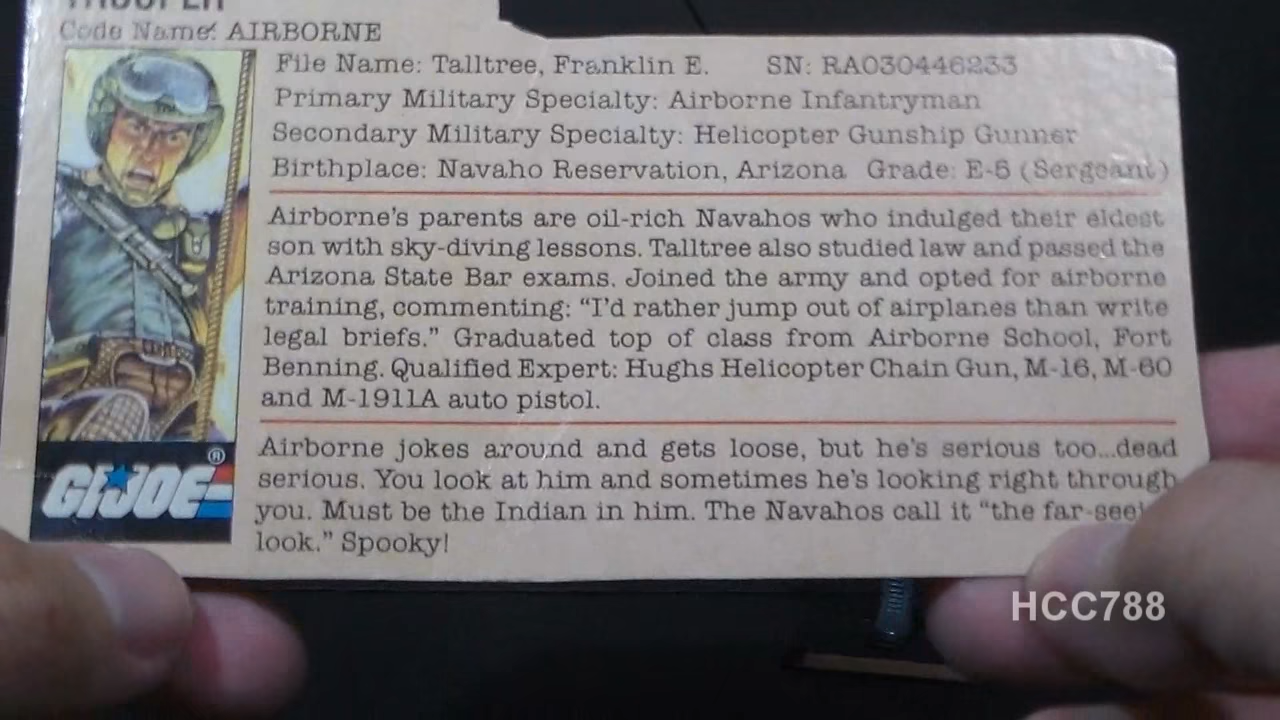 TROOPER
Code Name: AIRBORNE
File Name: Talltree, Franklin E. SN: RA030446233
Primary Military Specialty: Airborne Infantryman
Secondary Military Specialty: Helicopter Gunship Gunner
Birthplace: Navaho Reservation, Arizona Grade: E-5 (Sergeant)
Airborne's parents are oil-rich Navahos who indulged their eldest
son with sky-diving lessons. Talltree also studied law and passed the
Arizona State Bar exams. Joined the army and opted for airborne
training, commenting: “I'd rather jump out of airplanes than write
legal briefs.” Graduated top of class from Airborne School, Fort
Benning. Qualified Expert: Hughs Helicopter Chain Gun, M-16, M-60
and M-1911A auto pistol.
Airborne jokes around and gets loose, but he's serious too...dead
serious. You look at him and sometimes he's looking right through
you. Must be the Indian in him. The Navahos call it “the
look.” Spooky!
GI JOE®
HCC788